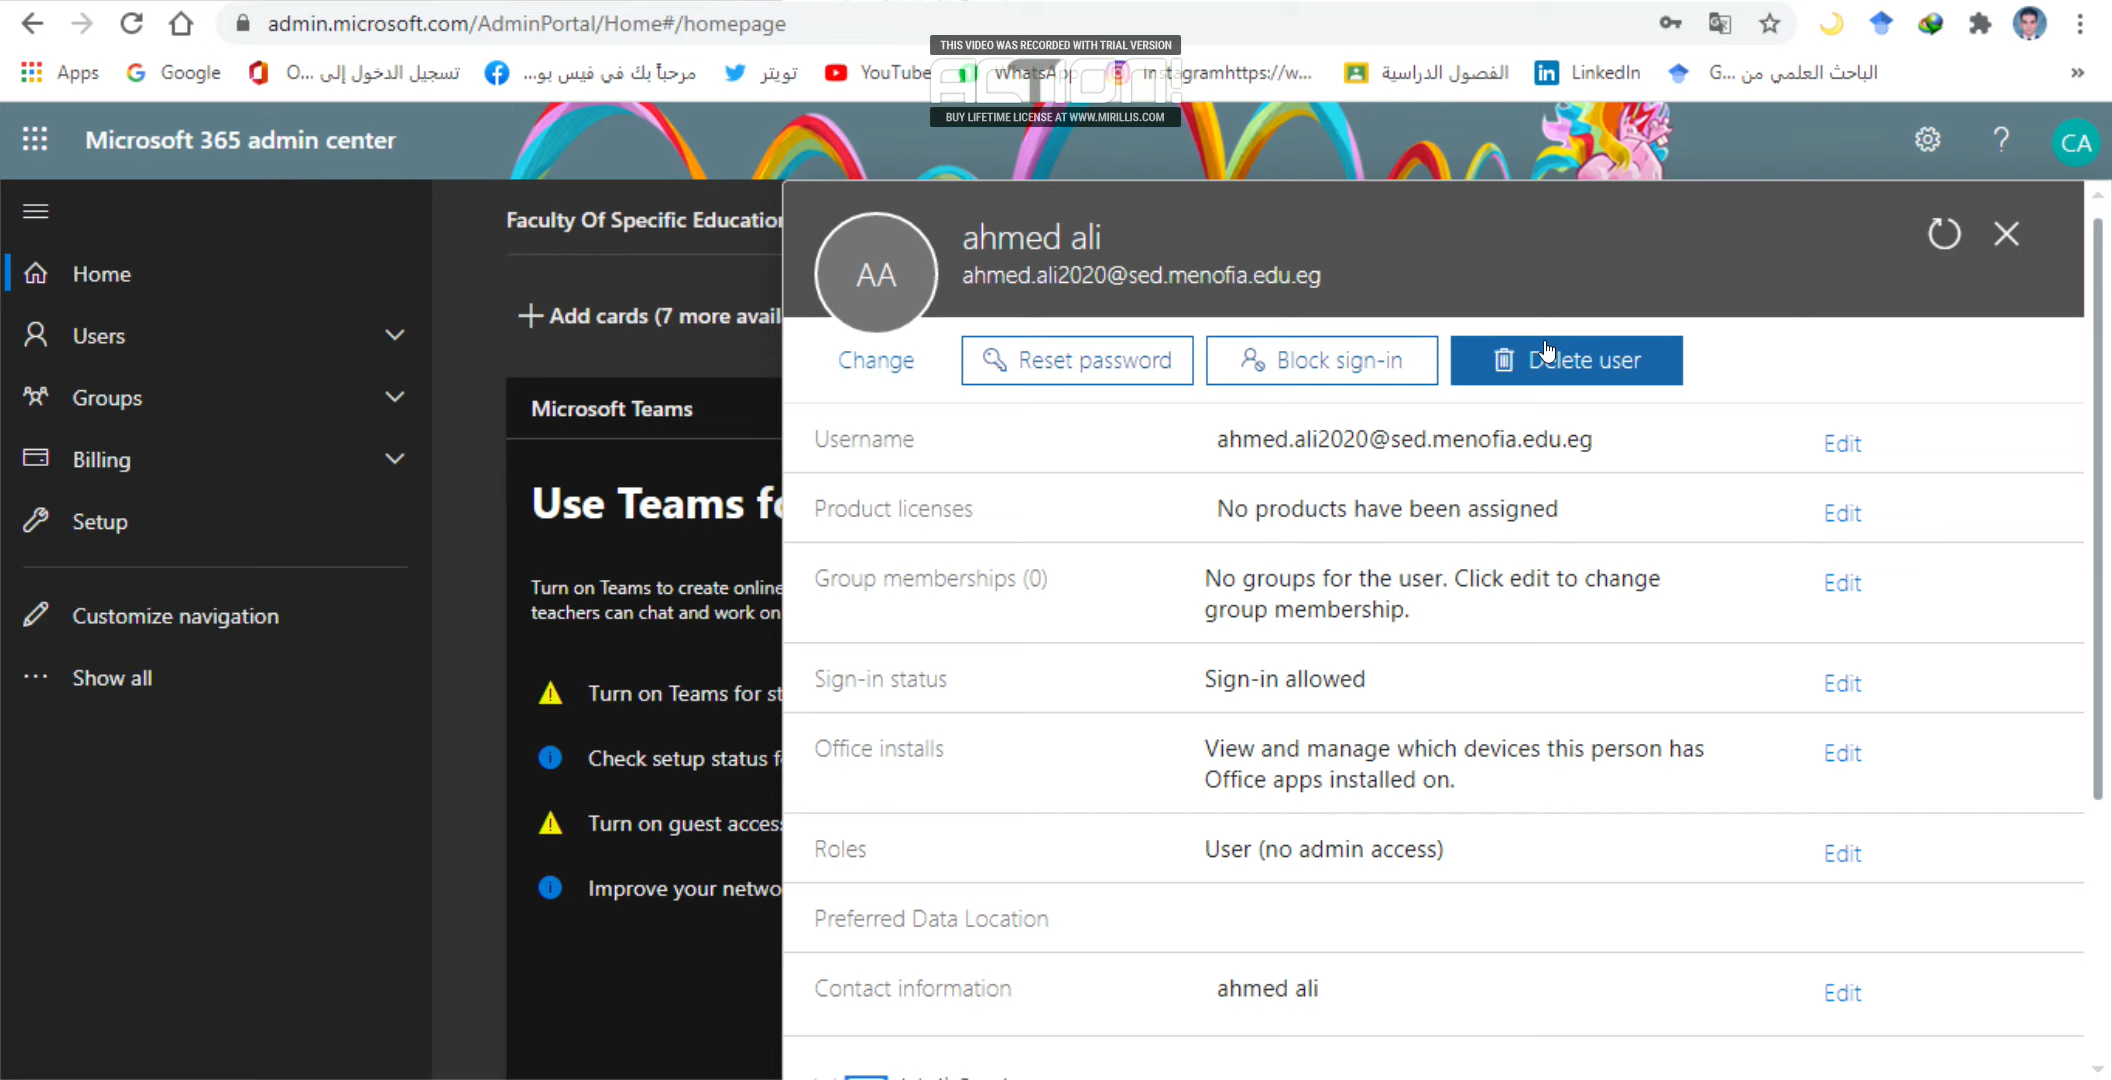 admin.microsoft.com/AdminPortal/Home#/homepage
THIS VIDEO WAS RECORDED WITH TRIAL VERSION
Apps
Google
تسجيل الدخول إلى ...O
مرحباً بك في فيس بو...
تويتر
YouTube
WhatsApp
Instagramhttps://w...
الفصول الدراسية
LinkedIn
الباحث العلمي من ...G
»
BUY LIFETIME LICENSE AT WWW.MIRILLIS.COM
Microsoft 365 admin center
?
CA
Home
Users
Groups
Billing
Setup
Customize navigation
Show all
Faculty Of Specific Education
Add cards (7 more avail
Microsoft Teams
Use Teams fo
Turn on Teams to create online
teachers can chat and work on
Turn on Teams for st
Check setup status f
Turn on guest access
Improve your netwo
AA
ahmed ali
ahmed.ali2020@sed.menofia.edu.eg
Change
Reset password
Block sign-in
Delete user
Username
ahmed.ali2020@sed.menofia.edu.eg
Edit
Product licenses
No products have been assigned
Edit
Group memberships (0)
No groups for the user. Click edit to change
group membership.
Edit
Sign-in status
Sign-in allowed
Edit
Office installs
View and manage which devices this person has
Office apps installed on.
Edit
Roles
User (no admin access)
Edit
Preferred Data Location
Contact information
ahmed ali
Edit